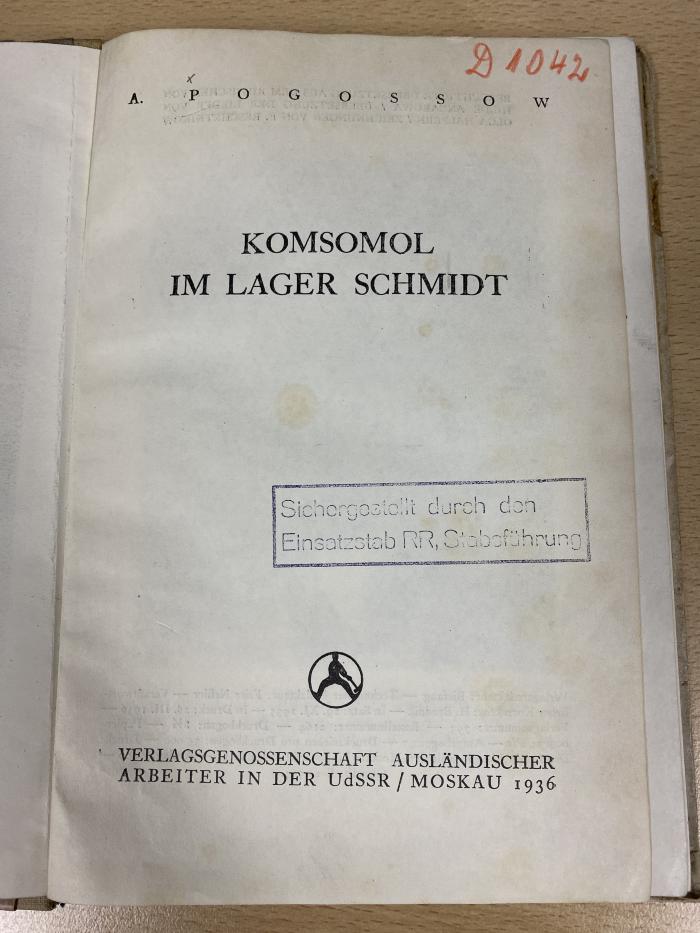 D 1042
x
A. POGOSSOW
KOMSOMOL
IM LAGER SCHMIDT
Sichergestellt durch den
Einsatzstab RR, Stabsführung
VERLAGSGENOSSENSCHAFT AUSLÄNDISCHER
ARBEITER IN DER UdSSR / MOSKAU 1936